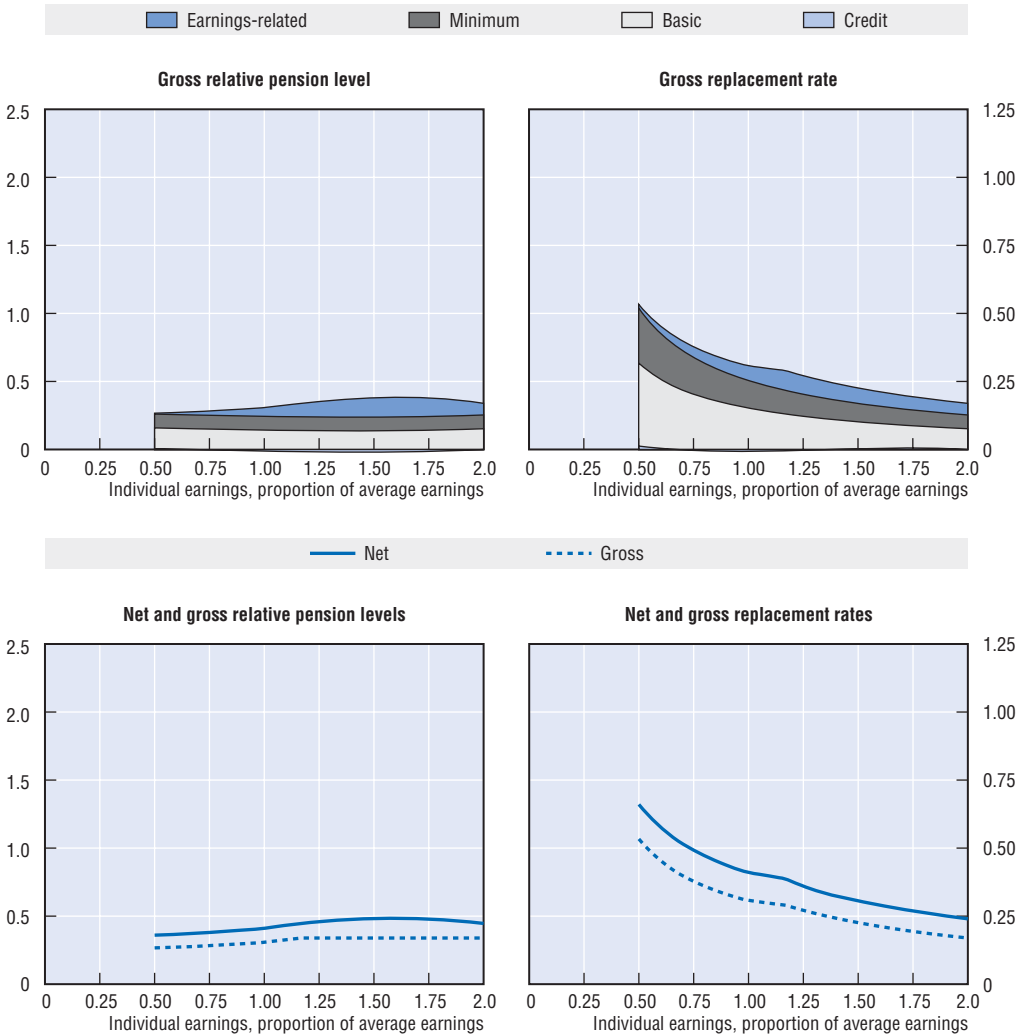 Earnings-related Minimum Basic Credit
Gross relative pension level
2.5
2.0
1.5
1.0
0.5
0
0 0.25 0.50 0.75 1.00 1.25 1.50 1.75 2.0
Individual earnings, proportion of average earnings
Gross replacement rate
1.25
1.00
0.75
0.50
0.25
0
0 0.25 0.50 0.75 1.00 1.25 1.50 1.75 2.0
Individual earnings, proportion of average earnings
Net Gross
Net and gross relative pension levels
2.5
2.0
1.5
1.0
0.5
0
0 0.25 0.50 0.75 1.00 1.25 1.50 1.75 2.0
Individual earnings, proportion of average earnings
Net and gross replacement rates
1.25
1.00
0.75
0.50
0.25
0
0 0.25 0.50 0.75 1.00 1.25 1.50 1.75 2.0
Individual earnings, proportion of average earnings